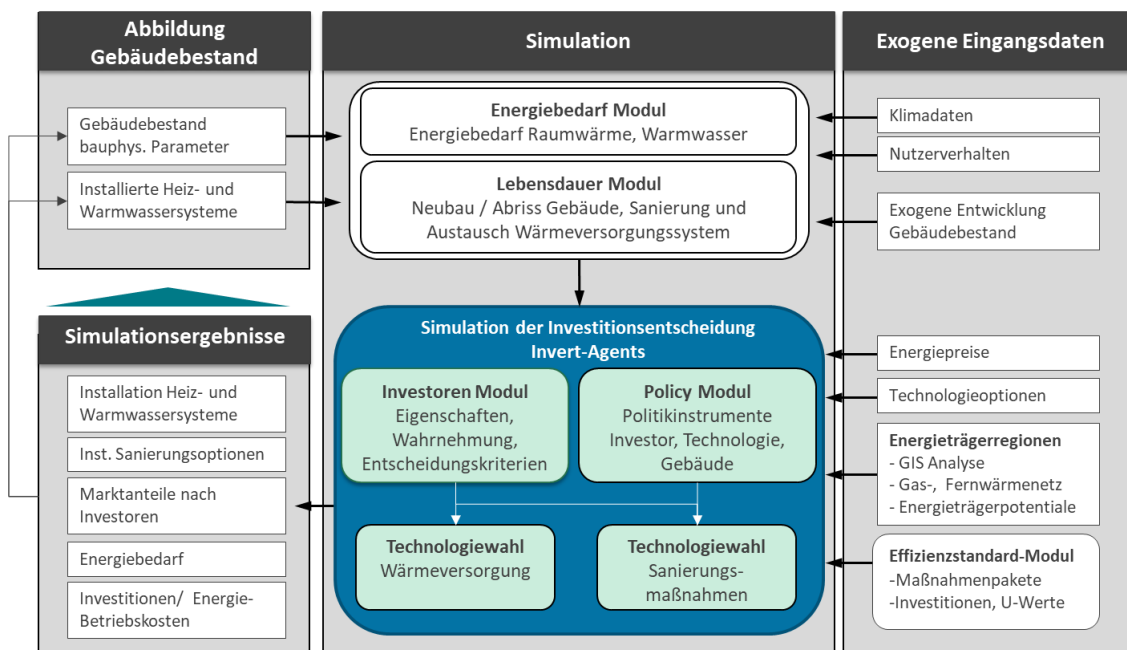 Abbildung
Gebäudebestand
Gebäudebestand
bauphys. Parameter
Installierte Heiz- und
Warmwassersysteme
Simulationsergebnisse
Installation Heiz- und
Warmwassersysteme
Inst. Sanierungsoptionen
Marktanteile nach
Investoren
Energiebedarf
Investitionen/ Energie-
Betriebskosten
Simulation
Energiebedarf Modul
Energiebedarf Raumwärme, Warmwasser
Lebensdauer Modul
Neubau / Abriss Gebäude, Sanierung und
Austausch Wärmeversorgungssystem
Simulation der Investitionsentscheidung
Invert-Agents
Investoren Modul
Eigenschaften,
Wahrnehmung,
Entscheidungskriterien
Policy Modul
Politikinstrumente
Investor, Technologie,
Gebäude
Technologiewahl
Wärmeversorgung
Technologiewahl
Sanierungs-
maßnahmen
Exogene Eingangsdaten
Klimadaten
Nutzerverhalten
Exogene Entwicklung
Gebäudebestand
Energiepreise
Technologieoptionen
Energieträgerregionen
- GIS Analyse
- Gas-, Fernwärmenetz
- Energieträgerpotentiale
Effizienzstandard-Modul
-Maßnahmenpakete
-Investitionen, U-Werte